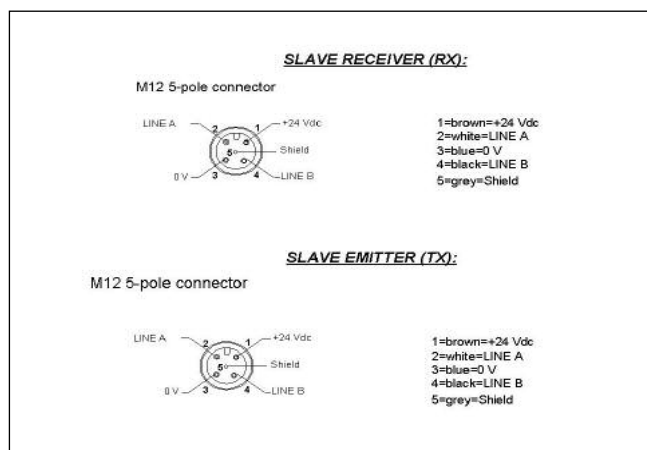 SLAVE RECEIVER (RX):
M12 5-pole connector
LINE A
2
1
+24 Vdc
5
Shield
0 V
3
4
LINE B
1=brown=+24 Vdc
2=white=LINE A
3=blue=0 V
4=black=LINE B
5=grey=Shield
SLAVE EMITTER (TX):
M12 5-pole connector
LINE A
2
1
+24 Vdc
5
Shield
0 V
3
4
LINE B
1=brown=+24 Vdc
2=white=LINE A
3=blue=0 V
4=black=LINE B
5=grey=Shield